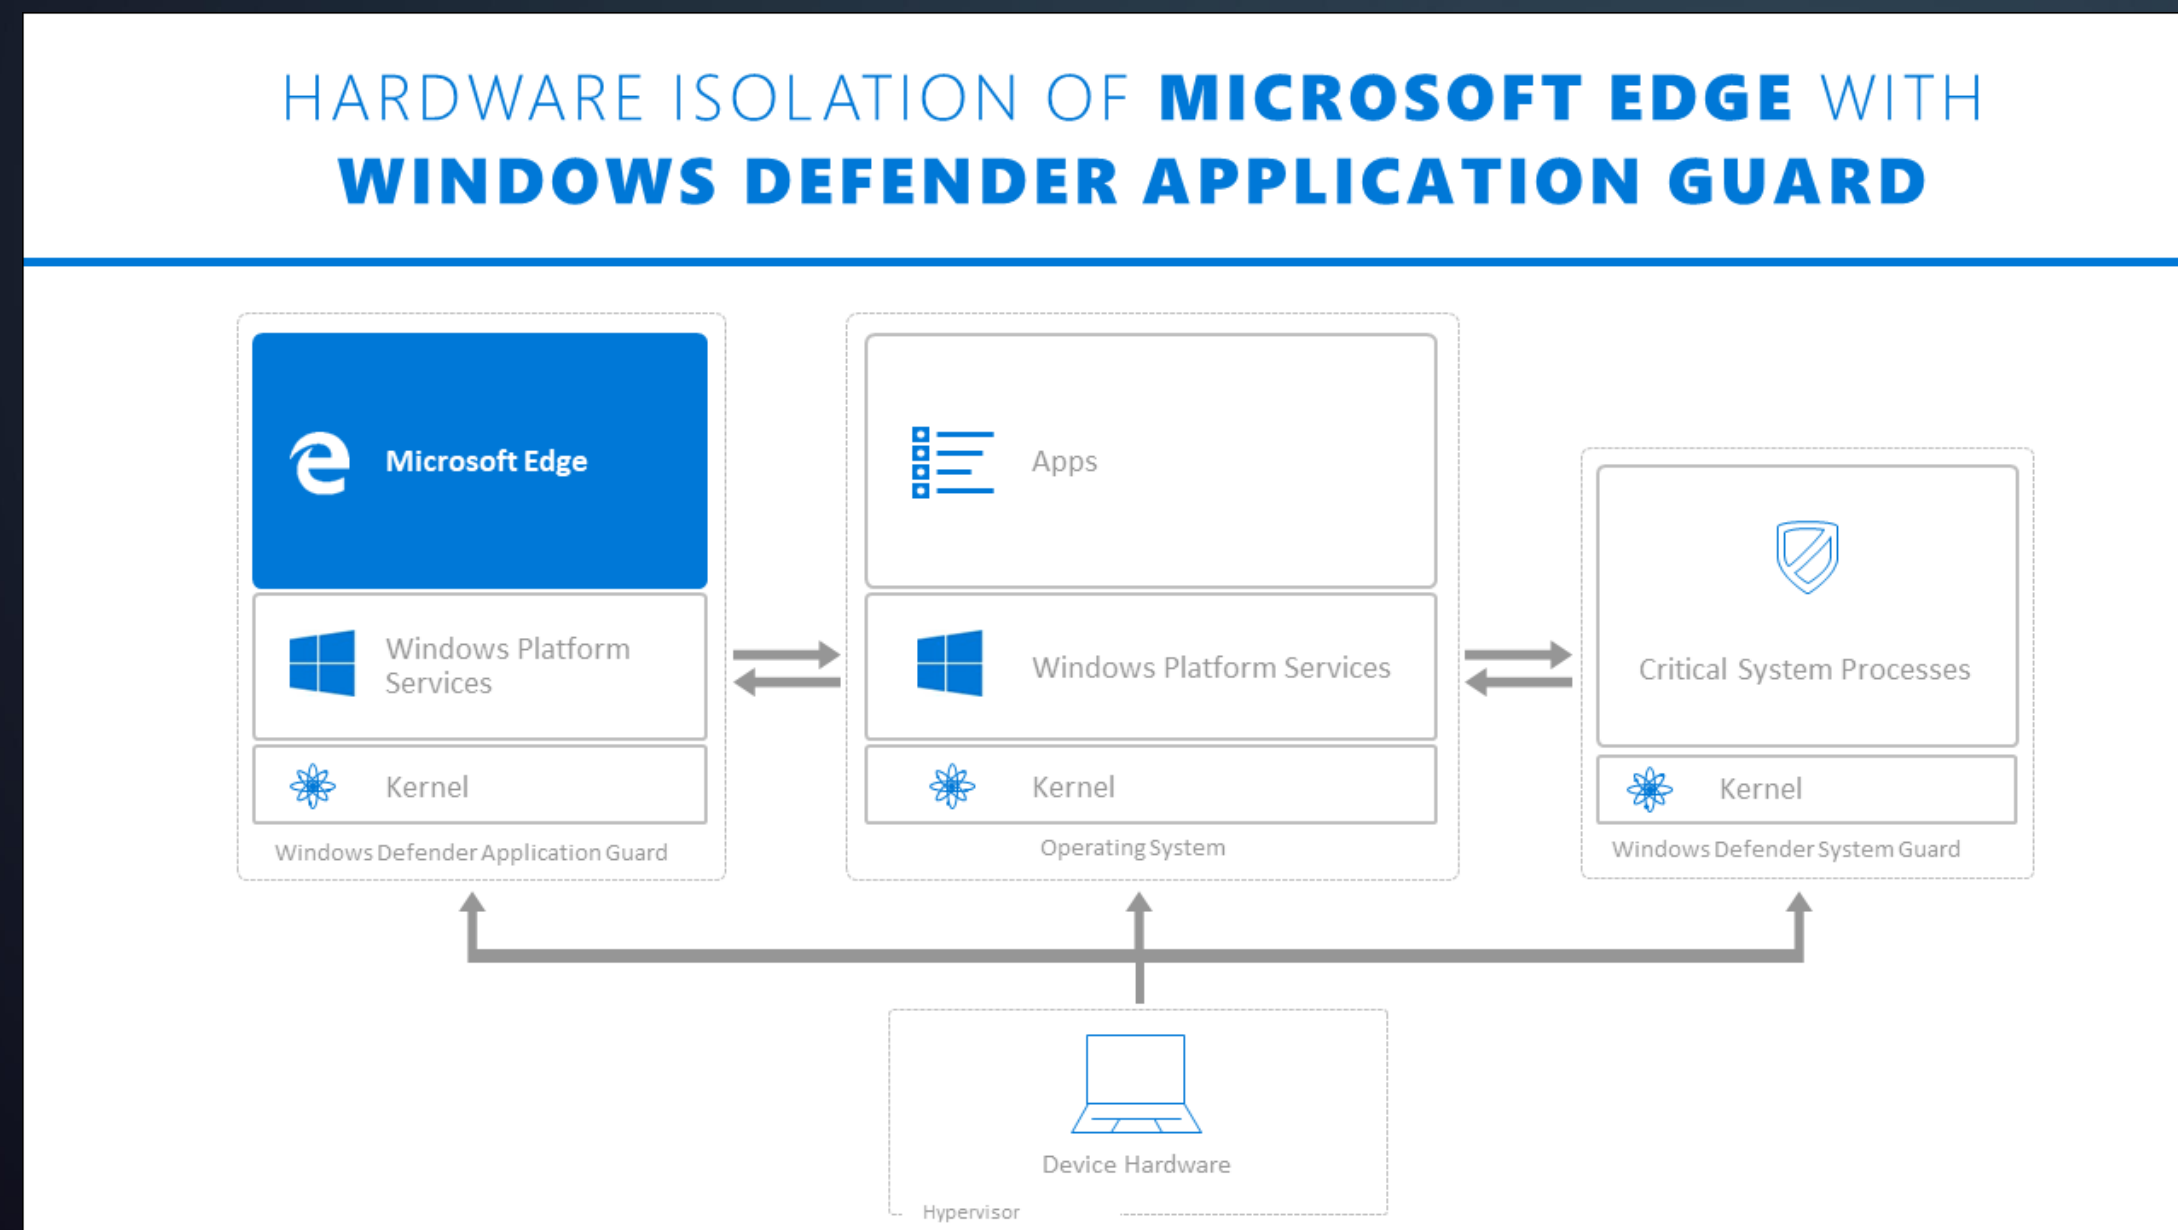 HARDWARE ISOLATION OF MICROSOFT EDGE WITH
WINDOWS DEFENDER APPLICATION GUARD
Microsoft Edge
Windows Platform
Services
Kernel
Windows Defender Application Guard
Apps
Windows Platform Services
Kernel
Operating System
Critical System Processes
Kernel
Windows Defender System Guard
Device Hardware
Hypervisor